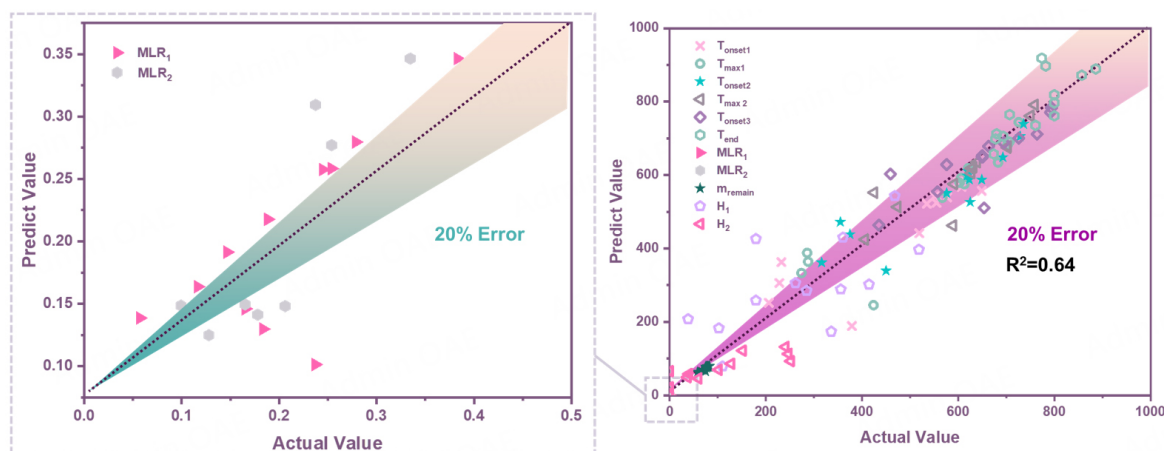 0.35
0.30
0.25
0.20
0.15
0.10
Predict Value
MLR₁
MLR₂
20% Error
0.0 0.1 0.2 0.3 0.4 0.5
Actual Value
1000
800
600
400
200
0
Predict Value
Tonset1
Tmax1
Tonset2
Tmax 2
Tonset3
Tend
MLR₁
MLR₂
mremain
H₁
H₂
20% Error
R²=0.64
0 200 400 600 800 1000
Actual Value